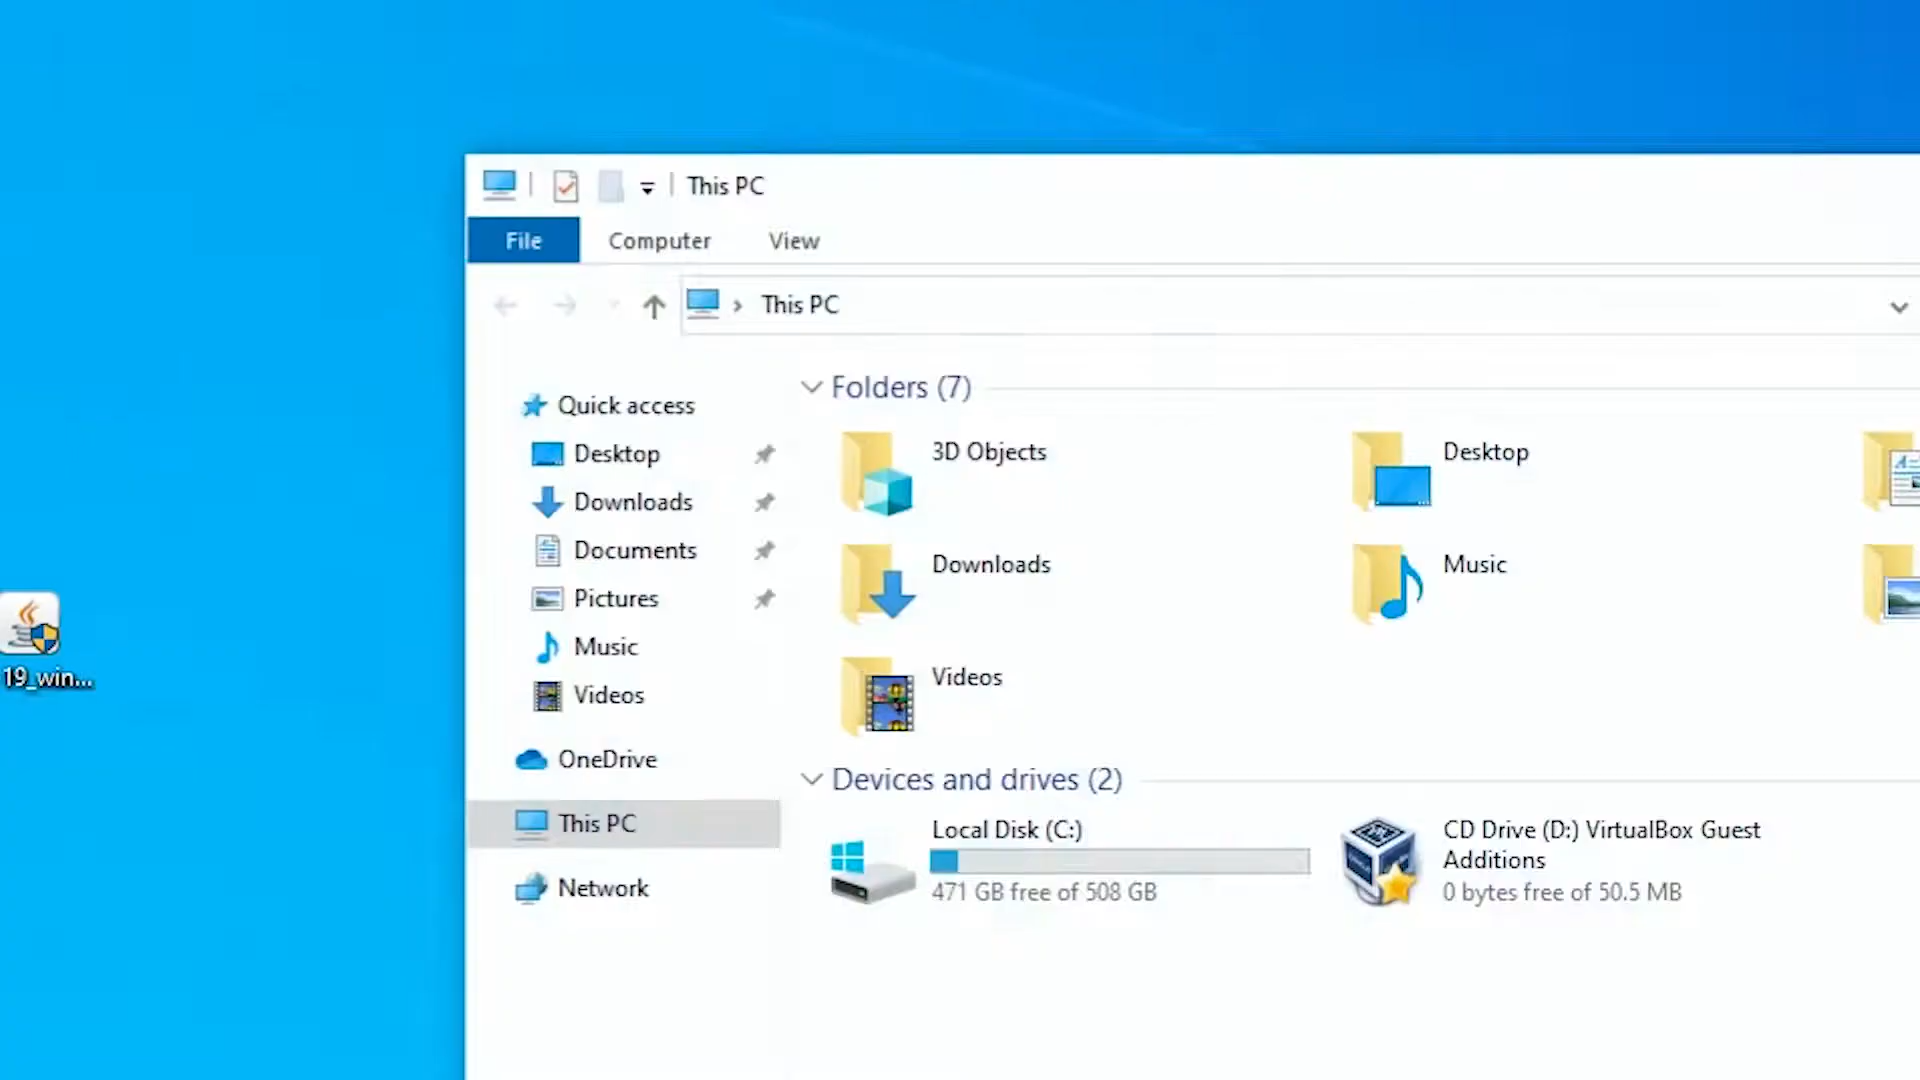 This PC
File Computer View
This PC
Quick access
Desktop
Downloads
Documents
Pictures
Music
Videos
OneDrive
This PC
Network
Folders (7)
3D Objects
Desktop
Downloads
Music
Videos
Devices and drives (2)
Local Disk (C:)
471 GB free of 508 GB
CD Drive (D:) VirtualBox Guest
Additions
0 bytes free of 50.5 MB
19_win...